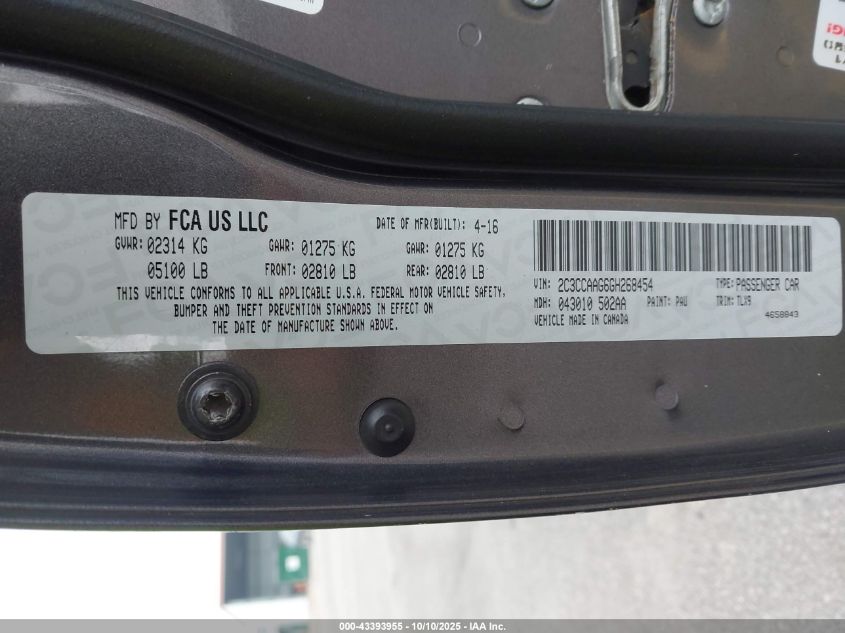 MFD BY FCA US LLC DATE OF MFR(BUILT): 4-16
GVWR: 02314 KG GAWR: 01275 KG GAWR: 01275 KG
05100 LB FRONT: 02810 LB REAR: 02810 LB
THIS VEHICLE CONFORMS TO ALL APPLICABLE U.S.A. FEDERAL MOTOR VEHICLE SAFETY,
BUMPER AND THEFT PREVENTION STANDARDS IN EFFECT ON
THE DATE OF MANUFACTURE SHOWN ABOVE.
VIN: 2C3CCAAG6GH268454 TYPE: PASSENGER CAR
MDH: 043010 502AA PAINT: PAU TRIM: TLX9
VEHICLE MADE IN CANADA 4658843
000-43393955 - 10/10/2025 - IAA Inc.